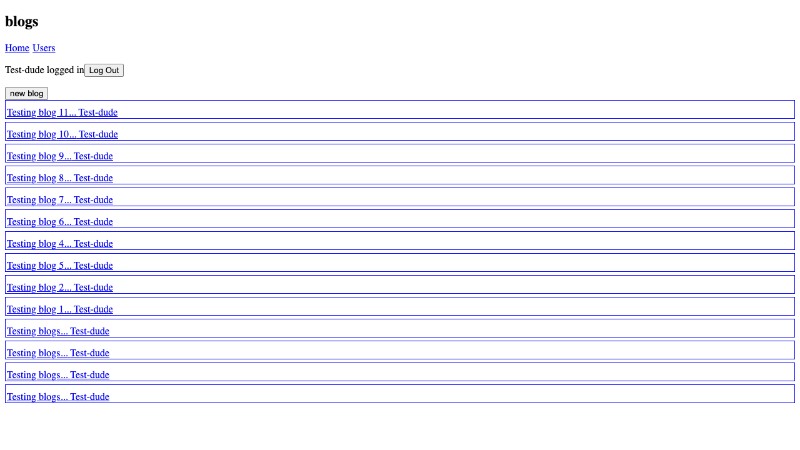 blogs
Home Users
Test-dude logged in Log Out
new blog
Testing blog 11... Test-dude
Testing blog 10... Test-dude
Testing blog 9... Test-dude
Testing blog 8... Test-dude
Testing blog 7... Test-dude
Testing blog 6... Test-dude
Testing blog 4... Test-dude
Testing blog 5... Test-dude
Testing blog 2... Test-dude
Testing blog 1... Test-dude
Testing blogs... Test-dude
Testing blogs... Test-dude
Testing blogs... Test-dude
Testing blogs... Test-dude